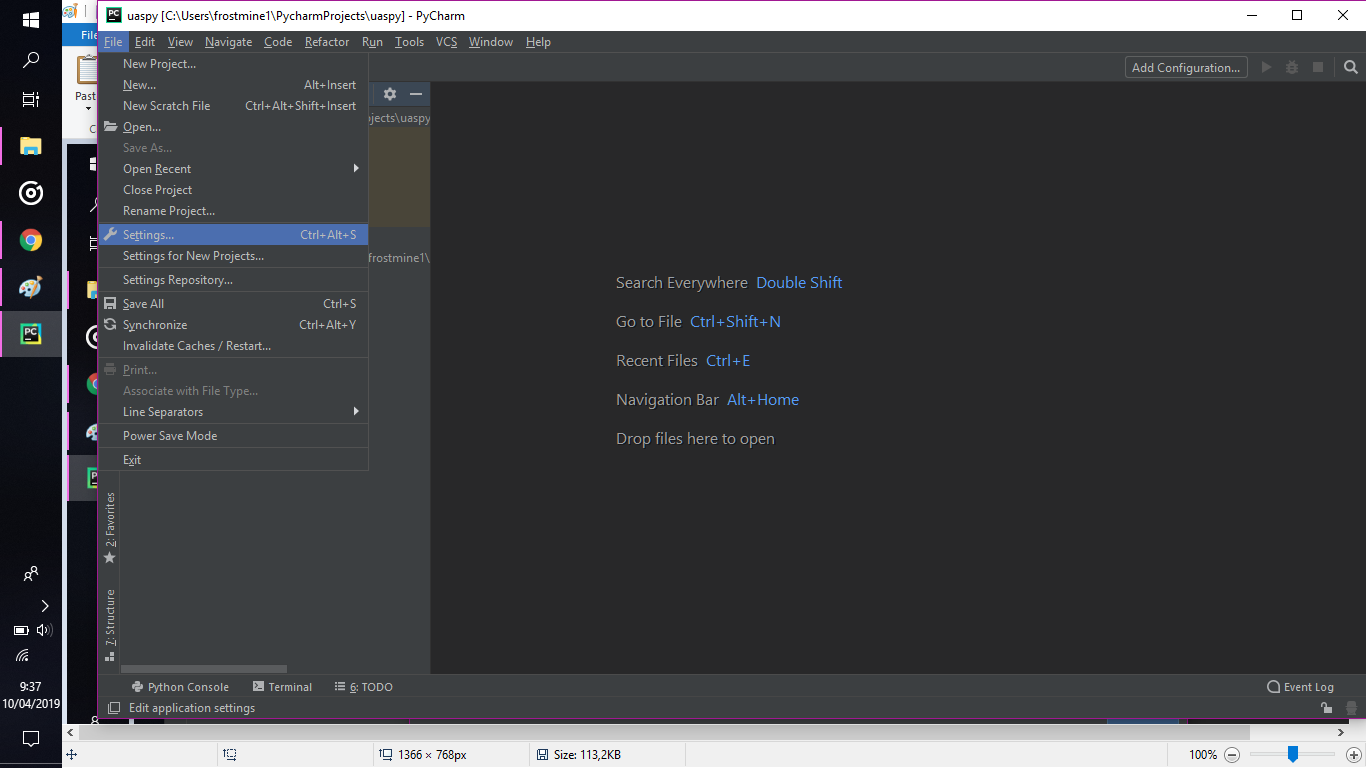 File
Past
C
9:37
10/04/2019
PC
uaspy [C:\Users\frostmine1\PycharmProjects\uaspy] - PyCharm
File Edit View Navigate Code Refactor Run Tools VCS Window Help
Add Configuration...
New Project...
New... Alt+Insert
New Scratch File Ctrl+Alt+Shift+Insert
Open...
Save As...
Open Recent
Close Project
Rename Project...
Settings... Ctrl+Alt+S
Settings for New Projects...
Settings Repository...
Save All Ctrl+S
Synchronize Ctrl+Alt+Y
Invalidate Caches / Restart...
Print...
Associate with File Type...
Line Separators
Power Save Mode
Exit
jects\uaspy
frostmine1\
Search Everywhere Double Shift
Go to File Ctrl+Shift+N
Recent Files Ctrl+E
Navigation Bar Alt+Home
Drop files here to open
2: Favorites
7: Structure
Python Console Terminal 6: TODO Event Log
Edit application settings
1366 × 768px Size: 113,2KB 100%